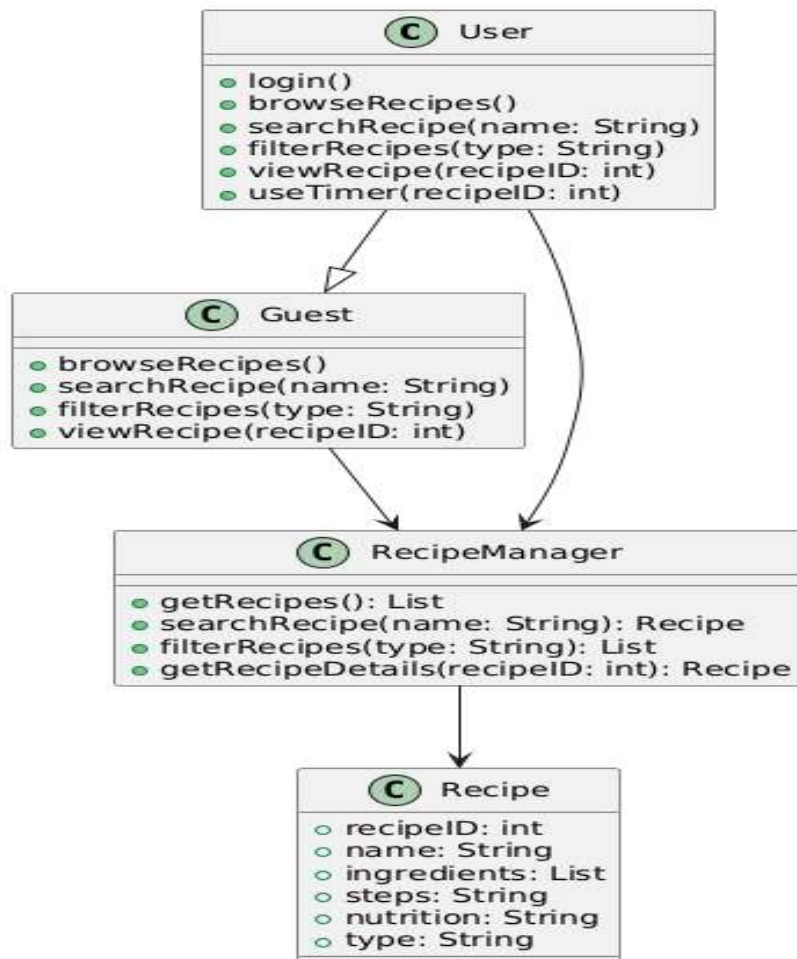 C User
login()
browseRecipes()
searchRecipe(name: String)
filterRecipes(type: String)
viewRecipe(recipeID: int)
useTimer(recipeID: int)
C Guest
browseRecipes()
searchRecipe(name: String)
filterRecipes(type: String)
viewRecipe(recipeID: int)
C RecipeManager
getRecipes(): List
searchRecipe(name: String): Recipe
filterRecipes(type: String): List
getRecipeDetails(recipeID: int): Recipe
C Recipe
recipeID: int
name: String
ingredients: List
steps: String
nutrition: String
type: String